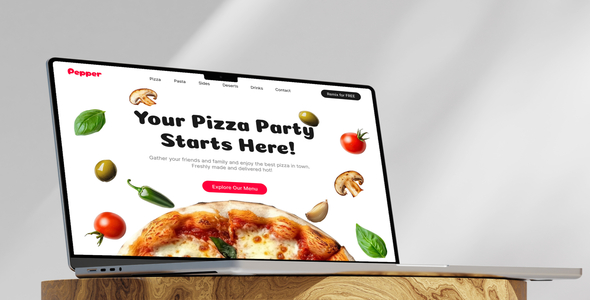 Pepper
Pizza Pasta Sides Deserts Drinks Contact
Remix for FREE
Your Pizza Party
Starts Here!
Gather your friends and family and enjoy the best pizza in town.
Freshly made and delivered hot!
Explore Our Menu